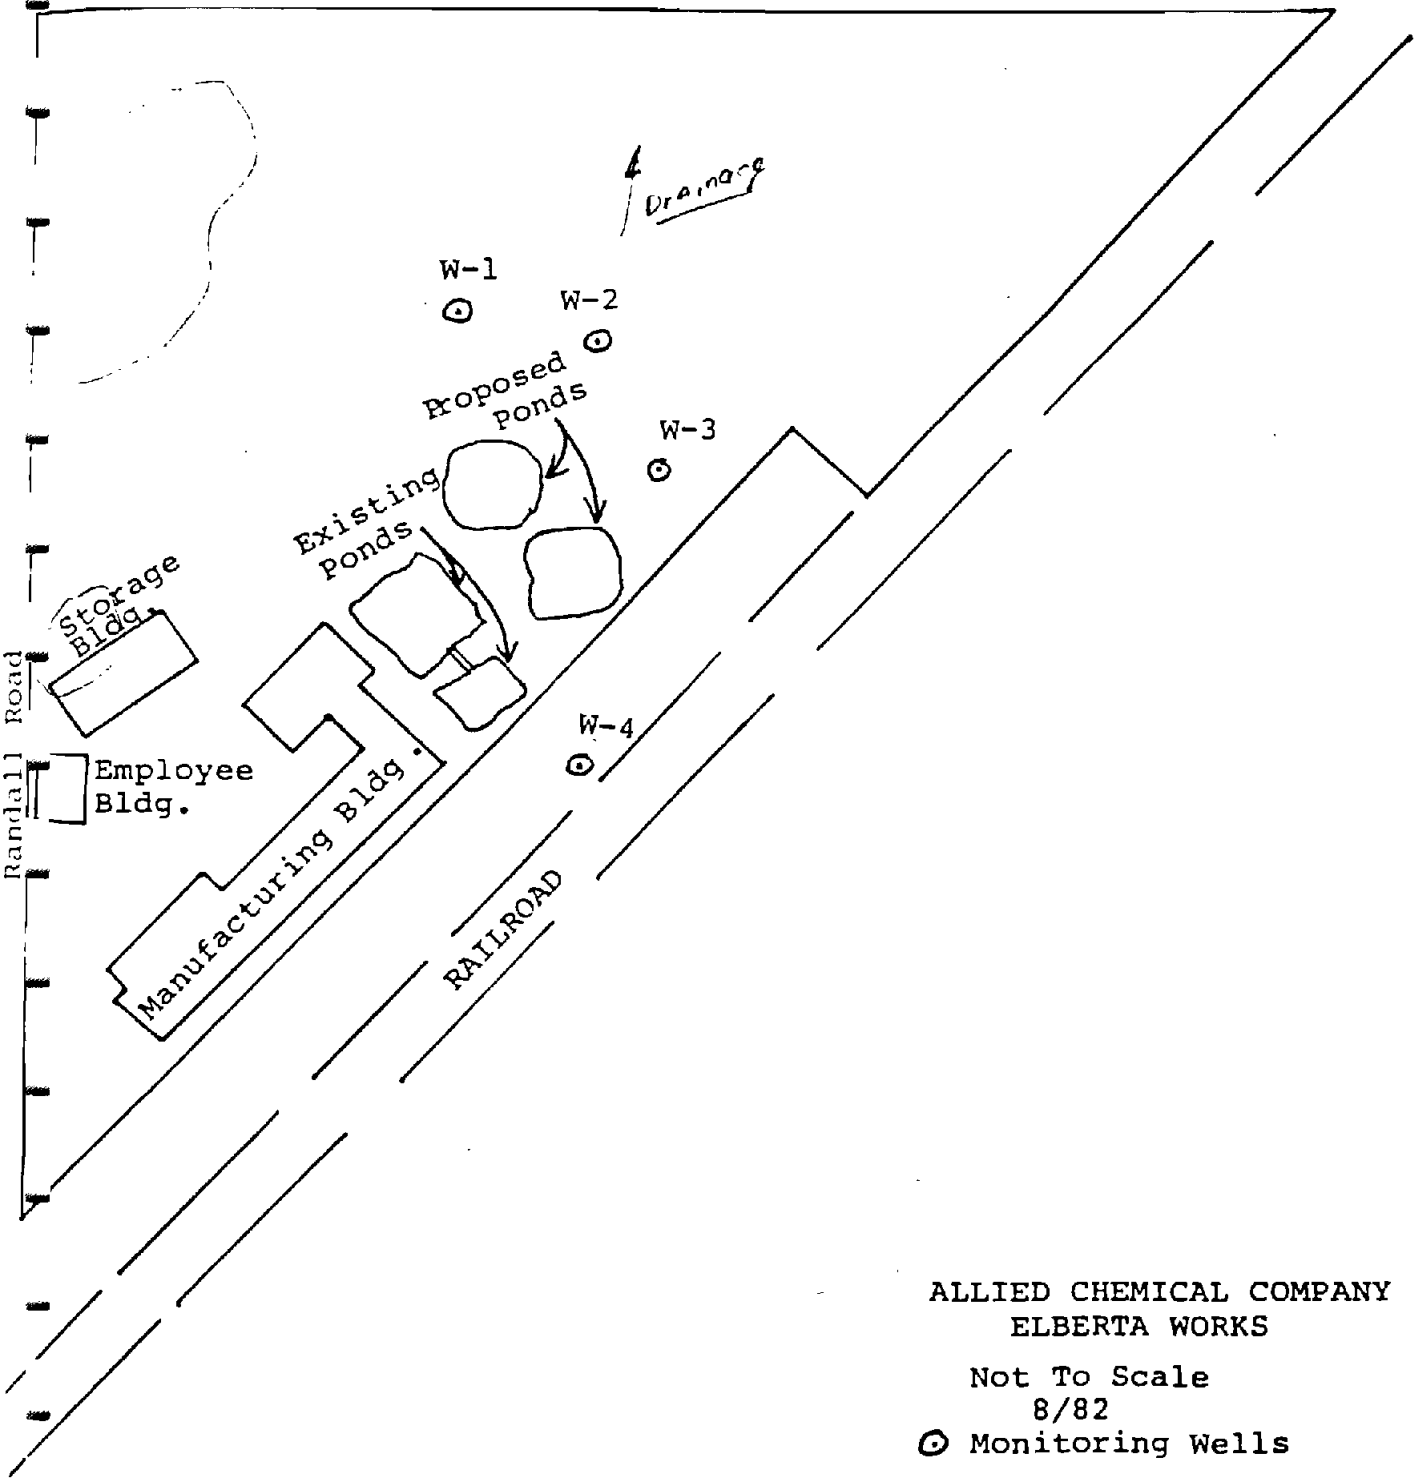 Drainage
W-1
W-2
Proposed
Ponds
W-3
Existing
Ponds
Storage
Bldg.
Randall Road
W-4
Employee
Bldg.
Manufacturing Bldg.
RAILROAD
ALLIED CHEMICAL COMPANY
ELBERTA WORKS
Not To Scale
8/82
Monitoring Wells